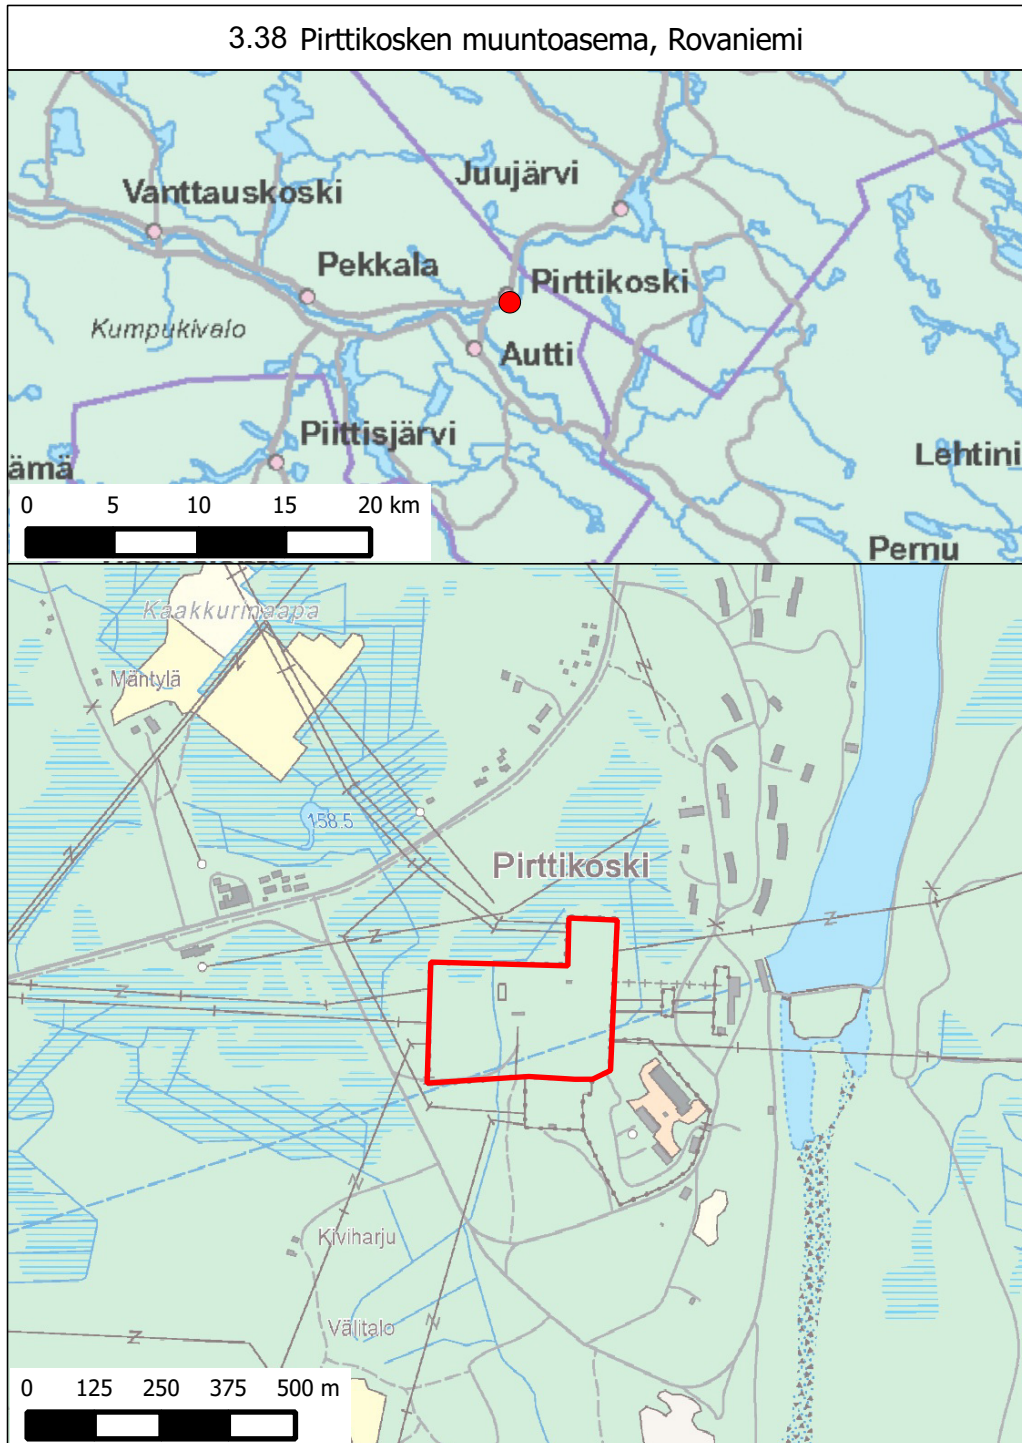 3.38 Pirttikosken muuntoasema, Rovaniemi
Juujärvi
Vanttauskoski
Pekkala
Pirttikoski
Kumpukivalo
Autti
Piittisjärvi
ämä
Lehtini
0 5 10 15 20 km
Pernu
Kaakkurinaapa
Mäntylä
158.5
Pirttikoski
Kiviharju
Välitalo
0 125 250 375 500 m